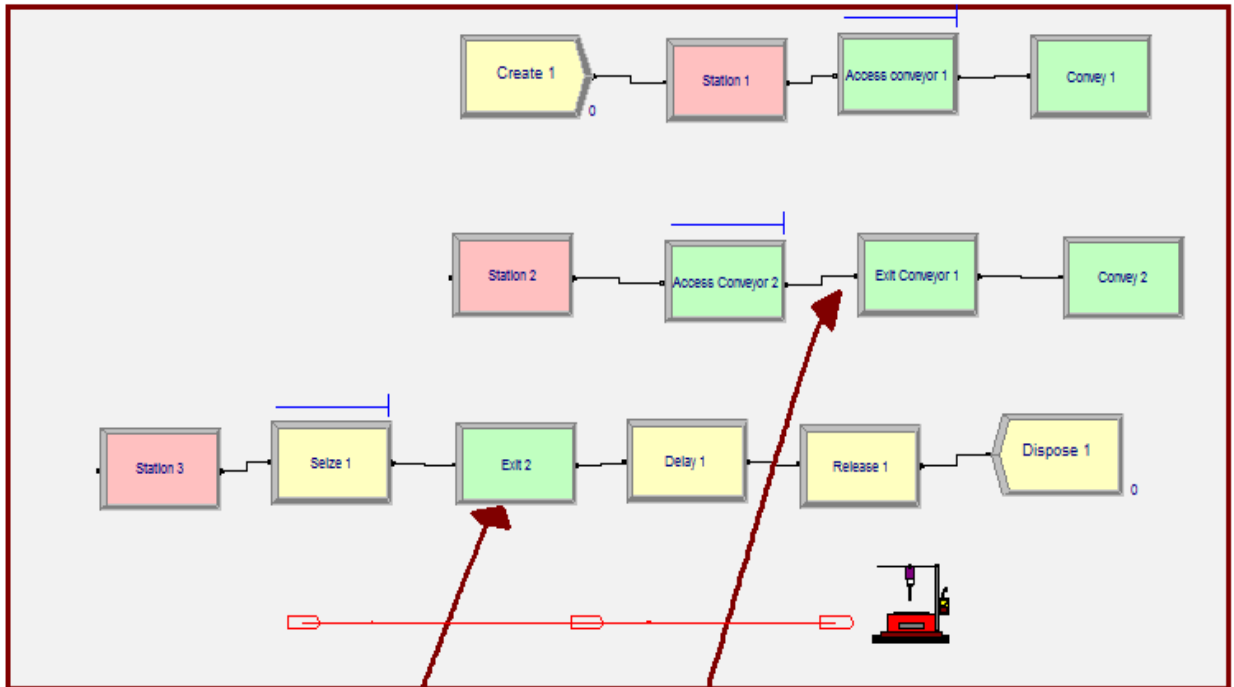 Create 1
0
Station 1
Access conveyor 1
Convey 1
Station 2
Access Conveyor 2
Exit Conveyor 1
Convey 2
Station 3
Seize 1
Exit 2
Delay 1
Release 1
Dispose 1
0